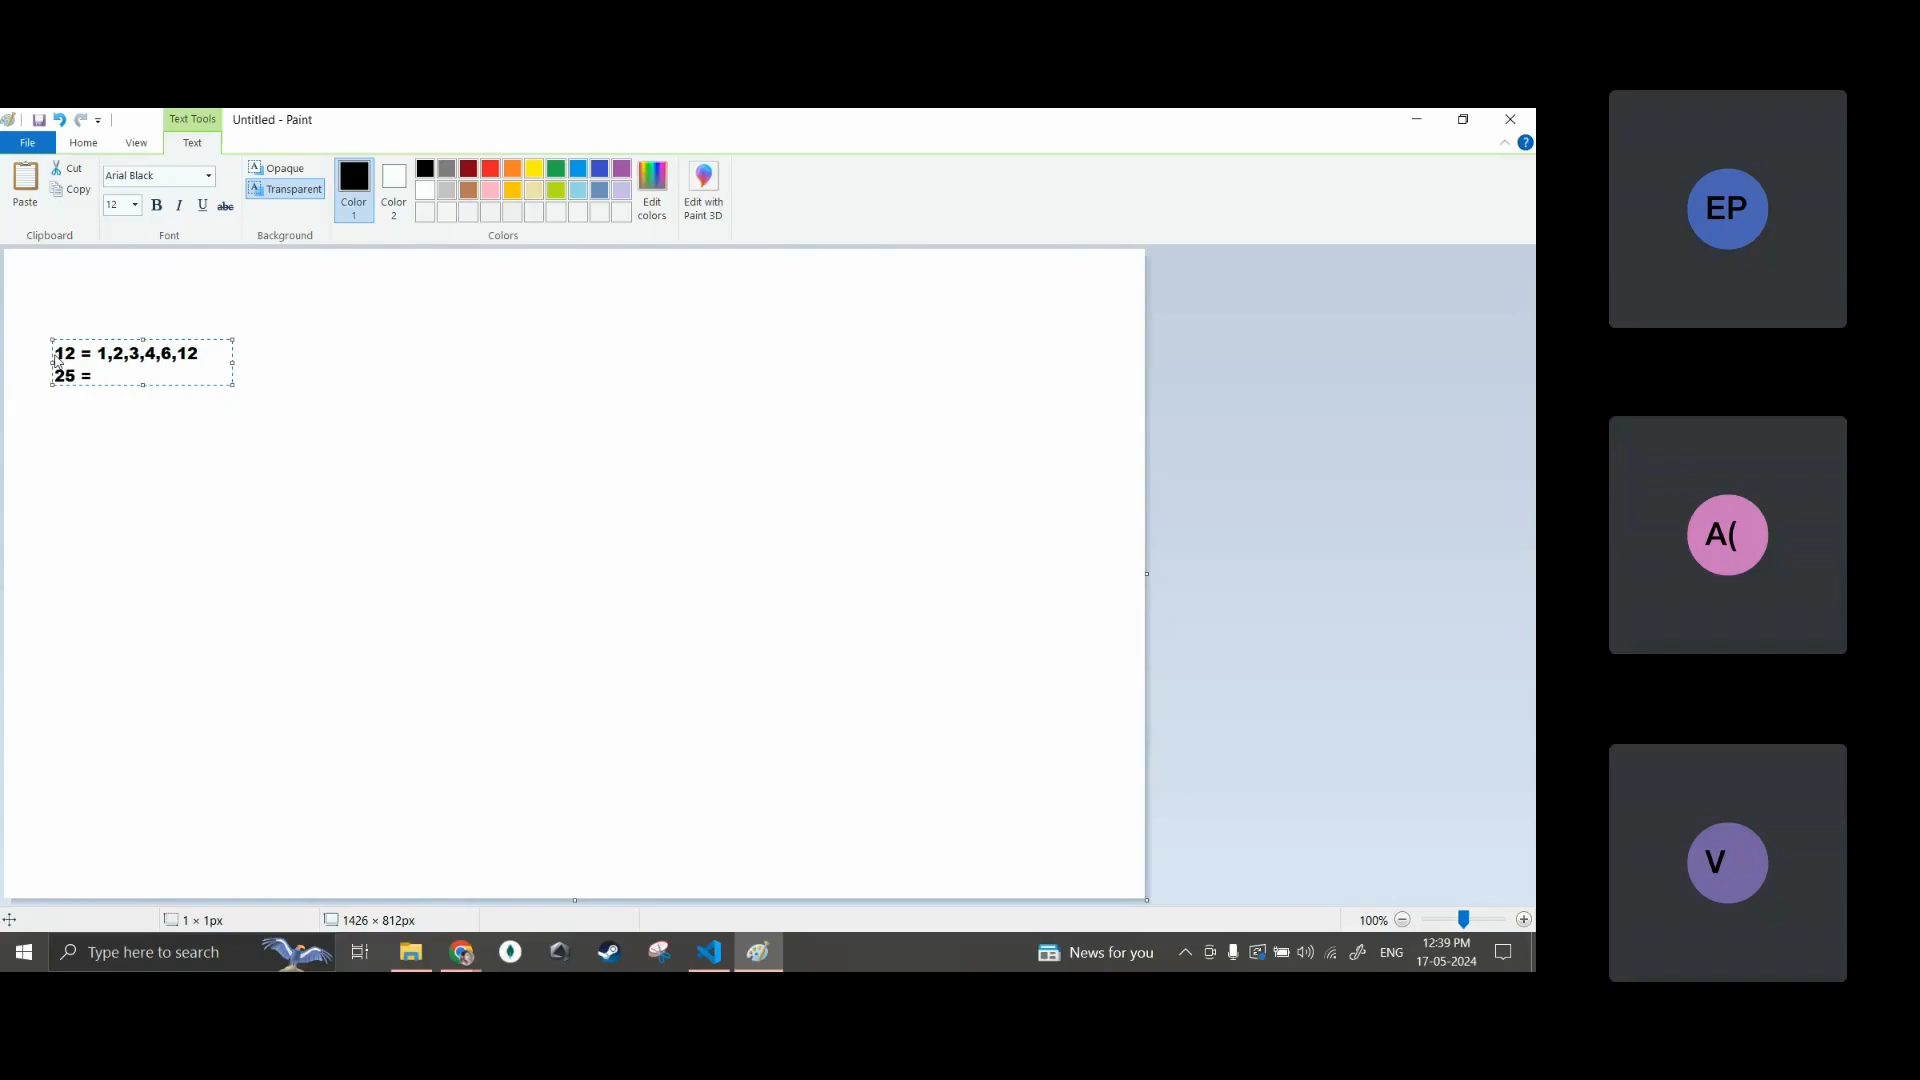 Text Tools
Untitled - Paint
File
Home
View
Text
Paste
Cut
Copy
Clipboard
Arial Black
12
B
I
U
abc
Font
A
Opaque
A
Transparent
Background
Color
1
Color
2
Edit
colors
Colors
Edit with
Paint 3D
?
12 = 1,2,3,4,6,12
25 =
1 × 1px
1426 × 812px
100%
Type here to search
News for you
ENG
12:39 PM
17-05-2024
EP
A(
V